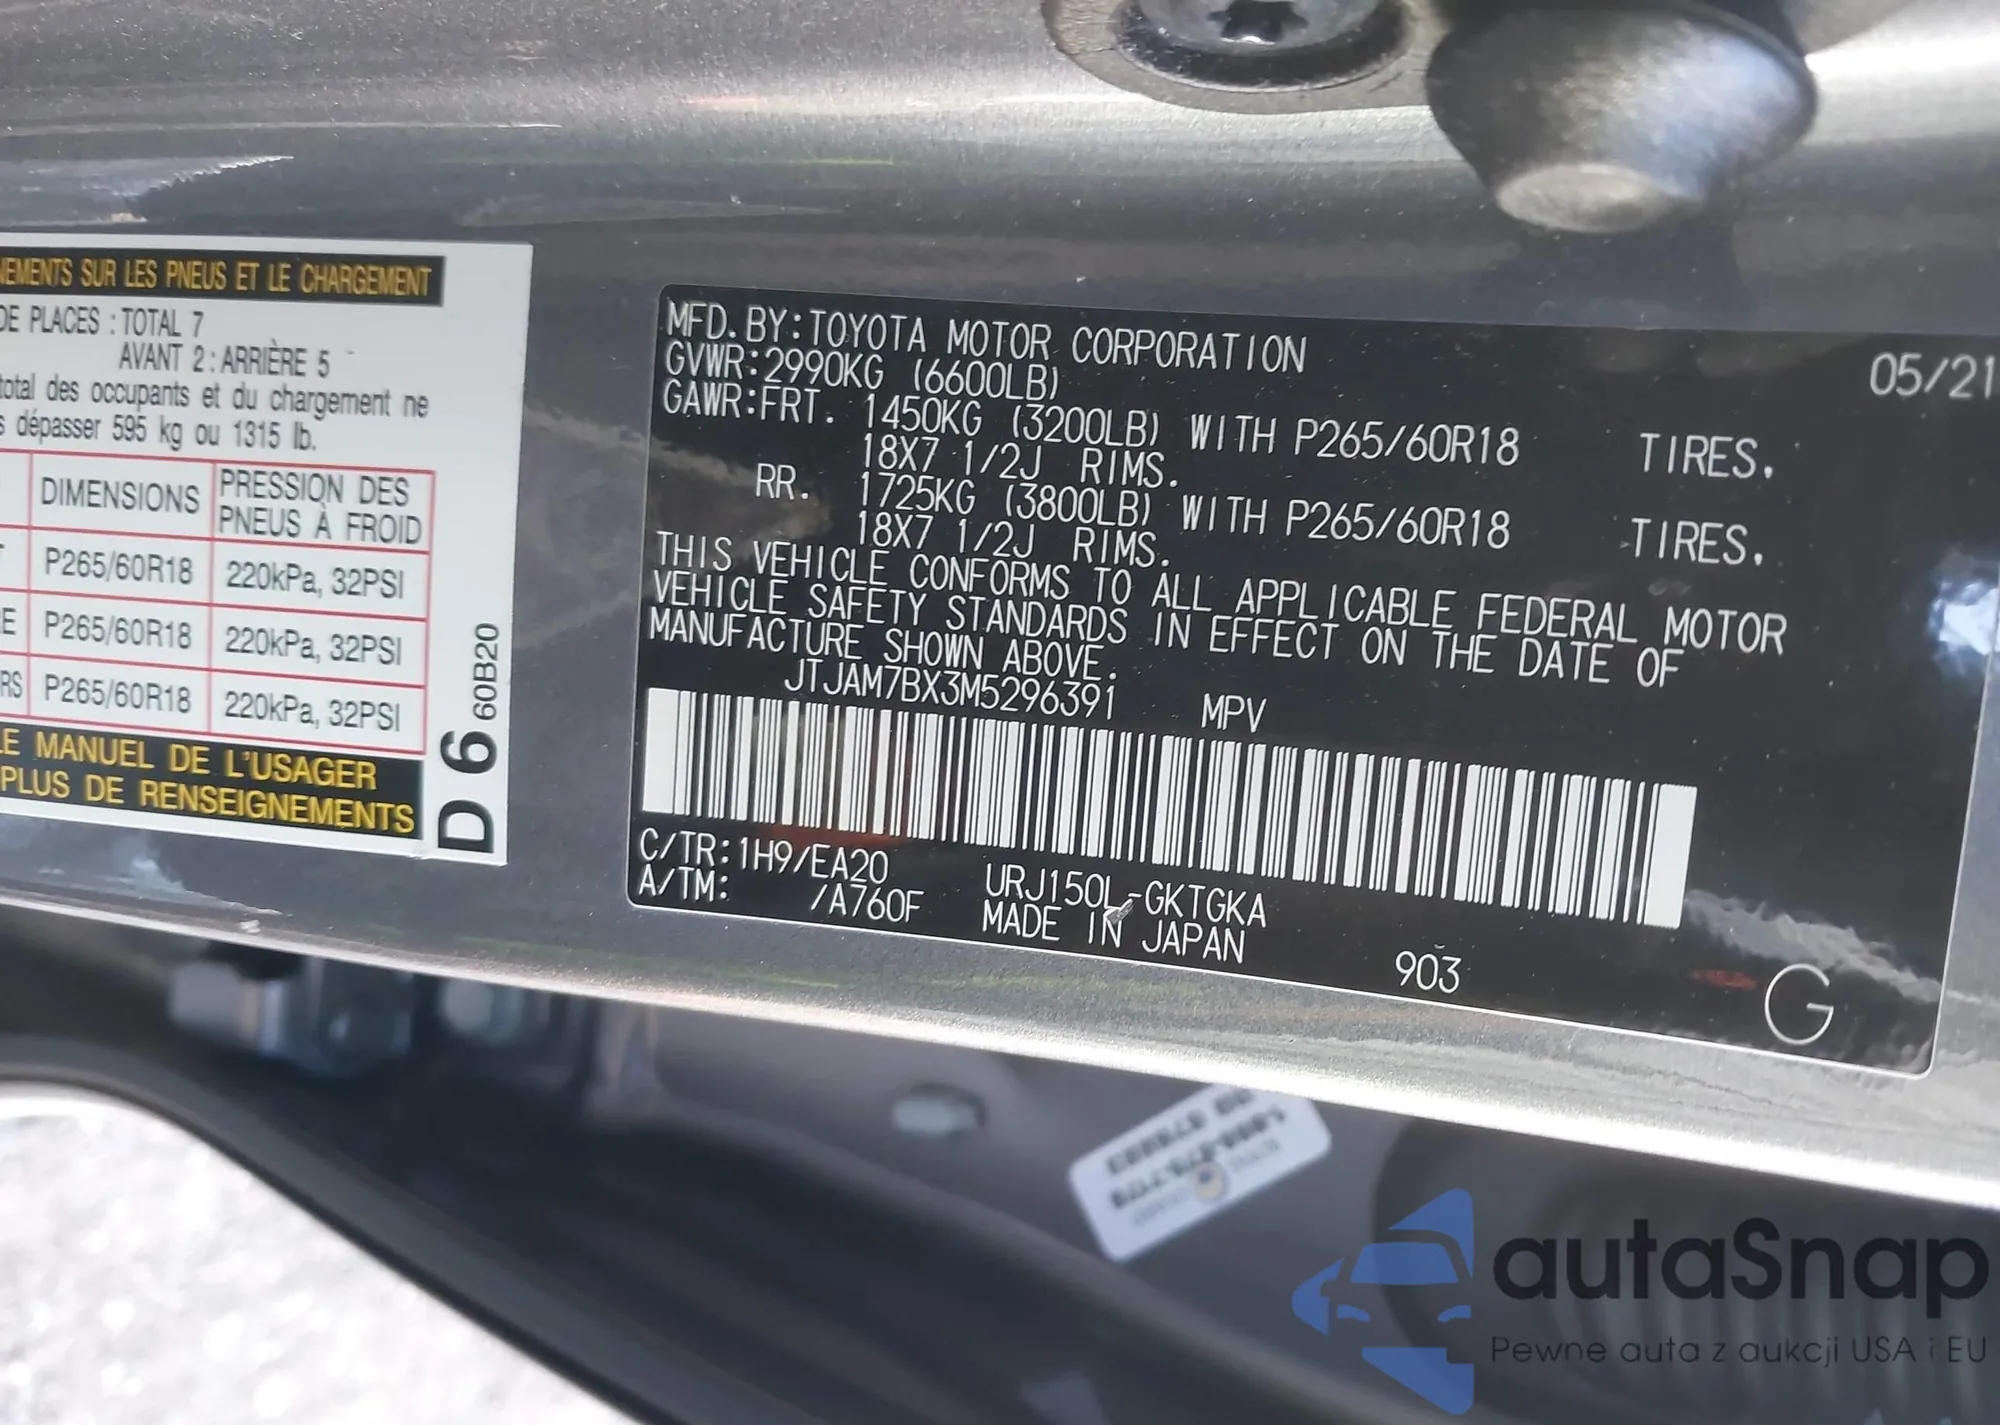 NEMENTS SUR LES PNEUS ET LE CHARGEMENT
DE PLACES : TOTAL 7
AVANT 2 : ARRIÈRE 5
total des occupants et du chargement ne
s dépasser 595 kg ou 1315 lb.
DIMENSIONS
PRESSION DES
PNEUS À FROID
P265/60R18 220kPa, 32PSI
E P265/60R18 220kPa, 32PSI
RS P265/60R18 220kPa, 32PSI
LE MANUEL DE L'USAGER
PLUS DE RENSEIGNEMENTS
D 6 60B20
MFD. BY: TOYOTA MOTOR CORPORATION 05/21
GVWR: 2990KG (6600LB)
GAWR: FRT. 1450KG (3200LB) WITH P265/60R18 TIRES,
18X7 1/2J RIMS.
RR. 1725KG (3800LB) WITH P265/60R18 TIRES,
18X7 1/2J RIMS.
THIS VEHICLE CONFORMS TO ALL APPLICABLE FEDERAL MOTOR
VEHICLE SAFETY STANDARDS IN EFFECT ON THE DATE OF
MANUFACTURE SHOWN ABOVE.
JTJAM7BX3M5296391 MPV
C/TR: 1H9/EA20 URJ150L-GKTGKA
A/TM: /A760F MADE IN JAPAN
903 G
autaSnap
Pewne auta z aukcji USA i EU